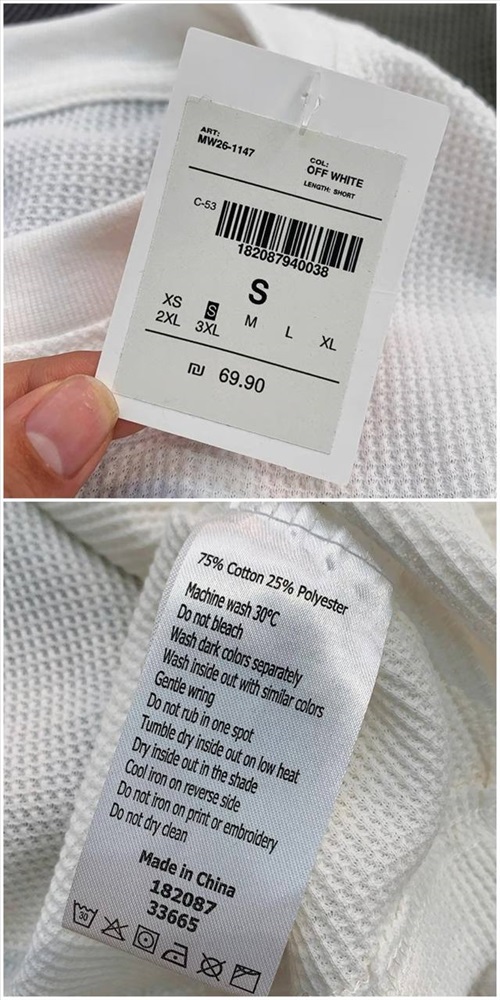 ART:
MW26-1147
COL:
OFF WHITE
LENGTH: SHORT
C-53
182087940038
S
XS S M L XL
2XL 3XL
₪ 69.90
75% Cotton 25% Polyester
Machine wash 30ºC
Do not bleach
Wash dark colors separately
Wash inside out with similar colors
Gentle wring
Do not rub in one spot
Tumble dry inside out on low heat
Dry inside out in the shade
Cool iron on reverse side
Do not Iron on print or embroidery
Do not dry clean
Made in China
182087
33665
30